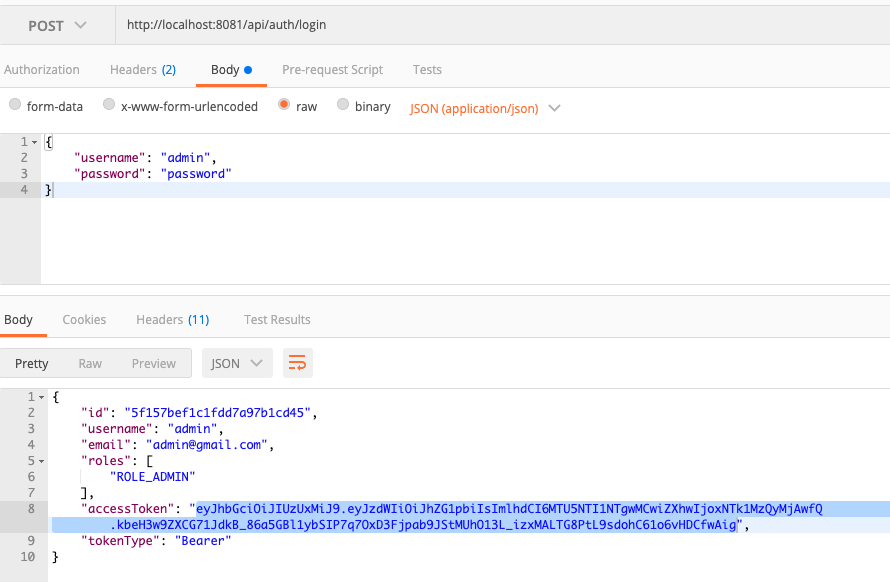 POST http://localhost:8081/api/auth/login
Authorization Headers (2) Body Pre-request Script Tests
form-data x-www-form-urlencoded raw binary JSON (application/json)
1 {
2 "username": "admin",
3 "password": "password"
4 }
Body Cookies Headers (11) Test Results
Pretty Raw Preview JSON
1 {
2 "id": "5f157bef1c1fdd7a97b1cd45",
3 "username": "admin",
4 "email": "admin@gmail.com",
5 "roles": [
6 "ROLE_ADMIN"
7 ],
8 "accessToken": "eyJhbGciOiJIUzUxMiJ9.eyJzdWIiOiJhZG1pbiIsImlhdCI6MTU5NTI1NTgwMCwiZXhwIjoxNTk1MzQyMjAwfQ
.kbeH3w9ZXCG71JdkB_86a5GBl1ybSIP7q7OxD3Fjpab9JStMUhO13L_izxMALTG8PtL9sdohC61o6vHDCfwAig",
9 "tokenType": "Bearer"
10 }